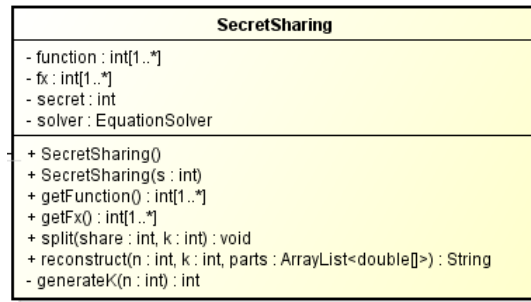 SecretSharing
- function : int[1..*]
- fx : int[1..*]
- secret : int
- solver : EquationSolver
+ SecretSharing()
+ SecretSharing(s : int)
+ getFunction() : int[1..*]
+ getFx() : int[1..*]
+ split(share : int, k : int) : void
+ reconstruct(n : int, k : int, parts : ArrayList<double[]>) : String
- generateK(n : int) : int